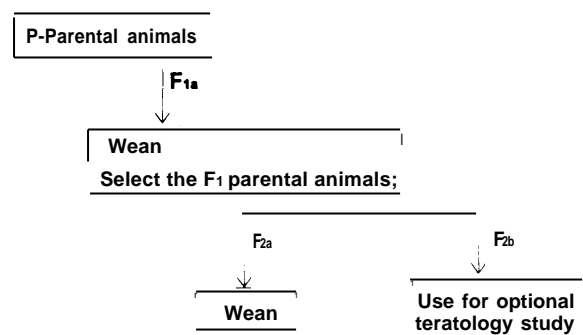 P-Parental animals
F1a
Wean
Select the F1 parental animals;
F2a
F2b
Wean
Use for optional
teratology study